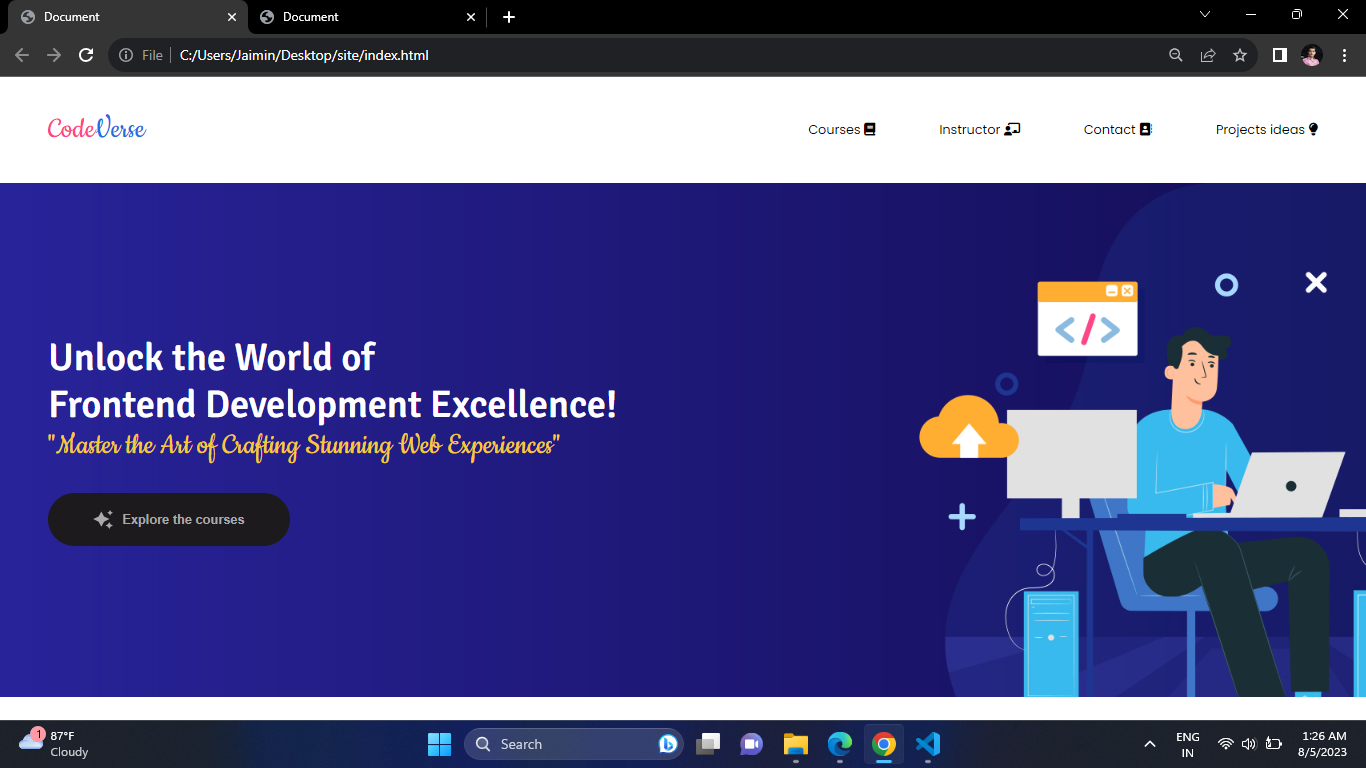 Document
Document
File
C:/Users/Jaimin/Desktop/site/index.html
CodeVerse
Courses
Instructor
Contact
Projects ideas
Unlock the World of
Frontend Development Excellence!
"Master the Art of Crafting Stunning Web Experiences"
Explore the courses
</>
1
87°F
Cloudy
Search
ENG
IN
1:26 AM
8/5/2023